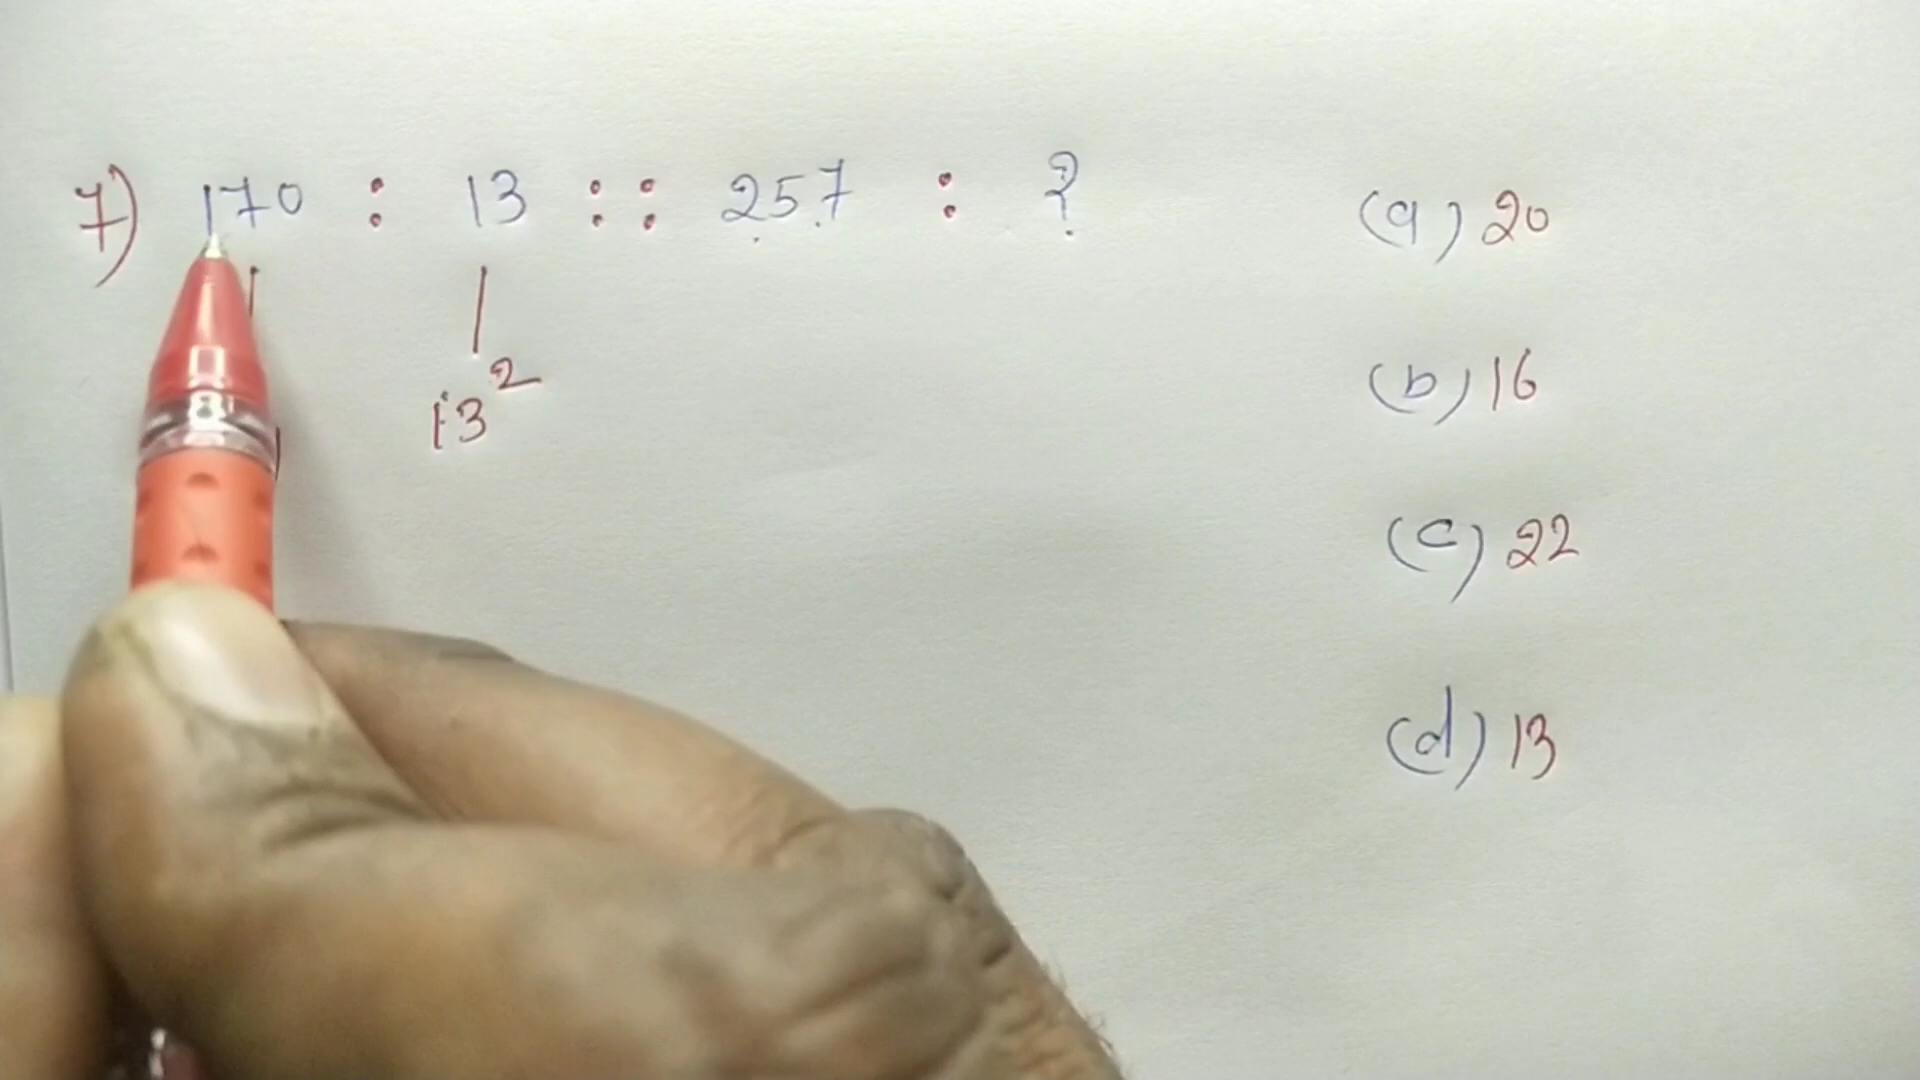 7) 170 : 13 :: 257 : ?
13²
(a) 20
(b) 16
(c) 22
(d) 13